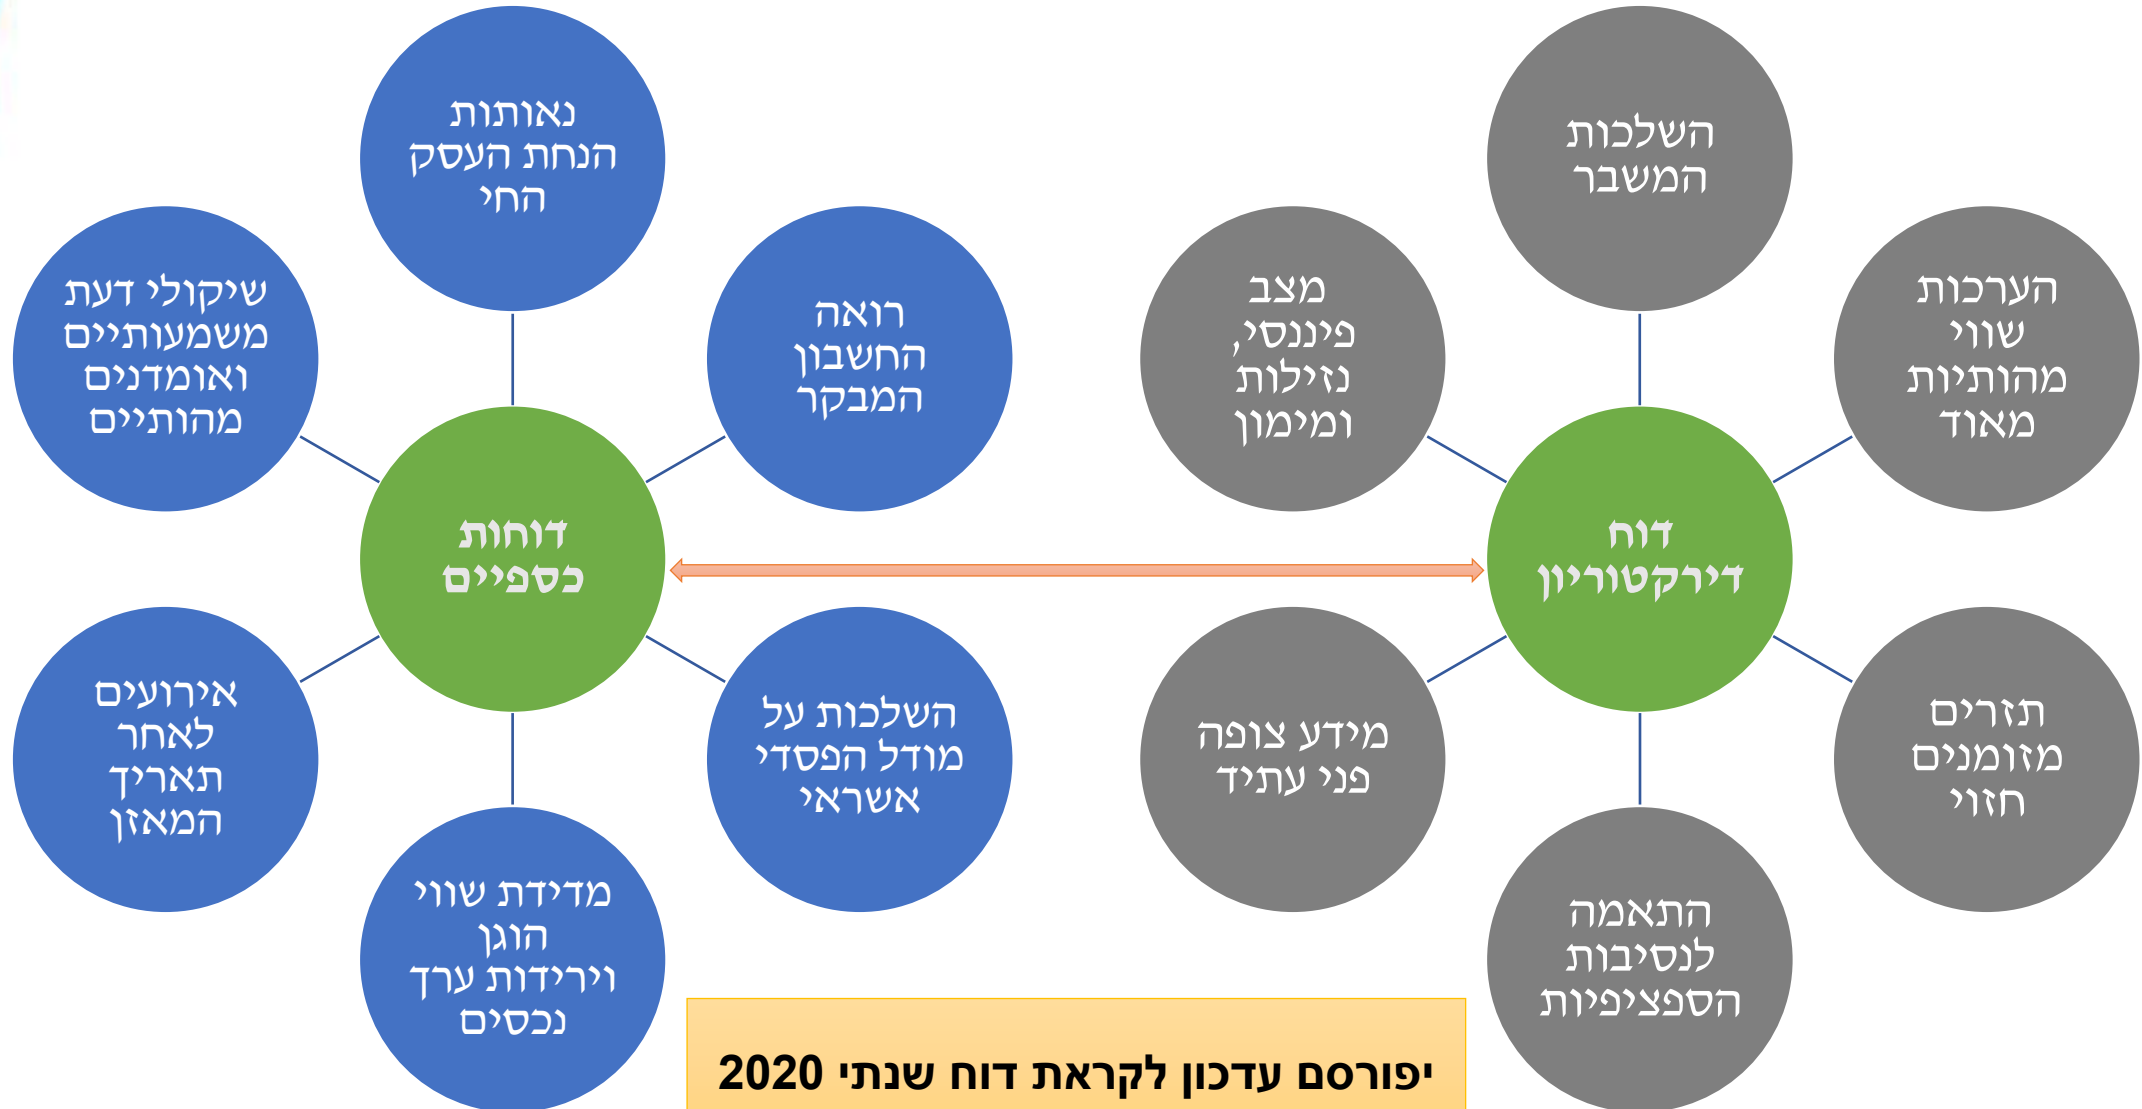 השלכות
המשבר
הערכות
שווי
מהותיות
מאוד
מצב
פיננסי,
נזילות
ומימון
דוח
דירקטוריון
תזרים
מזומנים
חזוי
מידע צופה
פני עתיד
התאמה
לנסיבות
הספציפיות
נאותות
הנחת העסק
החי
רואה
החשבון
המבקר
שיקולי דעת
משמעותיים
ואומדנים
מהותיים
דוחות
כספיים
השלכות על
מודל הפסדי
אשראי
אירועים
לאחר
תאריך
המאזן
מדידת שווי
הוגן
וירידות ערך
נכסים
יפורסם עדכון לקראת דוח שנתי 2020